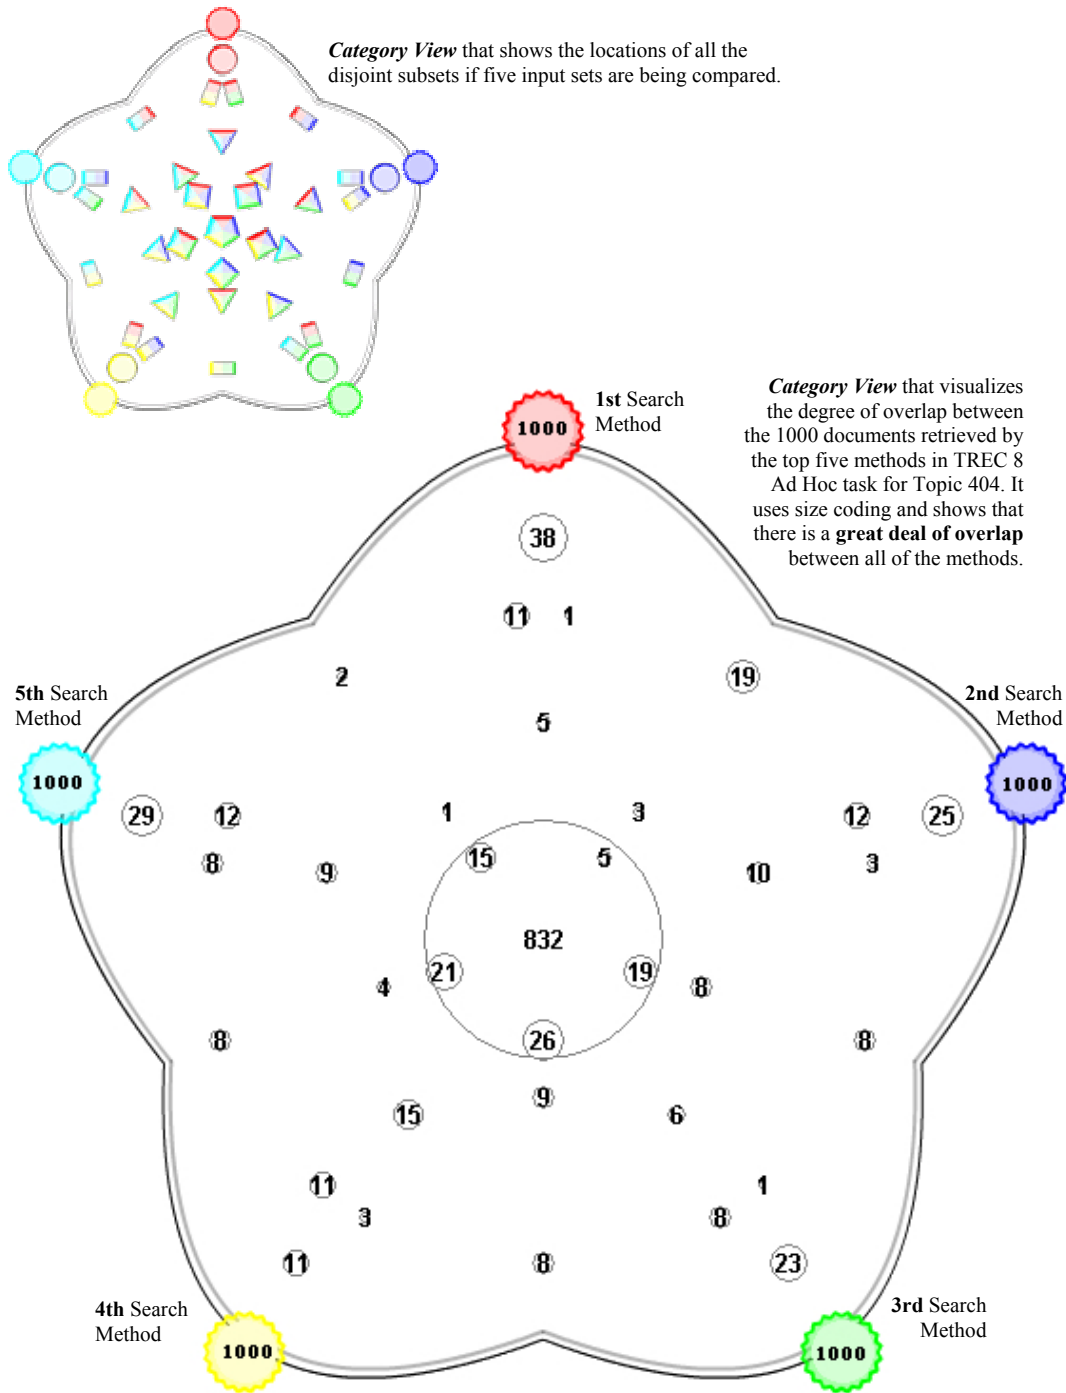 Category View that shows the locations of all the
disjoint subsets if five input sets are being compared.
Category View that visualizes
the degree of overlap between
the 1000 documents retrieved by
the top five methods in TREC 8
Ad Hoc task for Topic 404. It
uses size coding and shows that
there is a great deal of overlap
between all of the methods.
1st Search
Method
1000
38
11 1
2 19
5
5th Search
Method
2nd Search
Method
1000 1000
29 12 1 3 12 25
8 9 15 5 10 3
832
4 21 19 8
8 26 8
9
15 6
11 1
3 8
11 8 23
4th Search
Method
3rd Search
Method
1000 1000